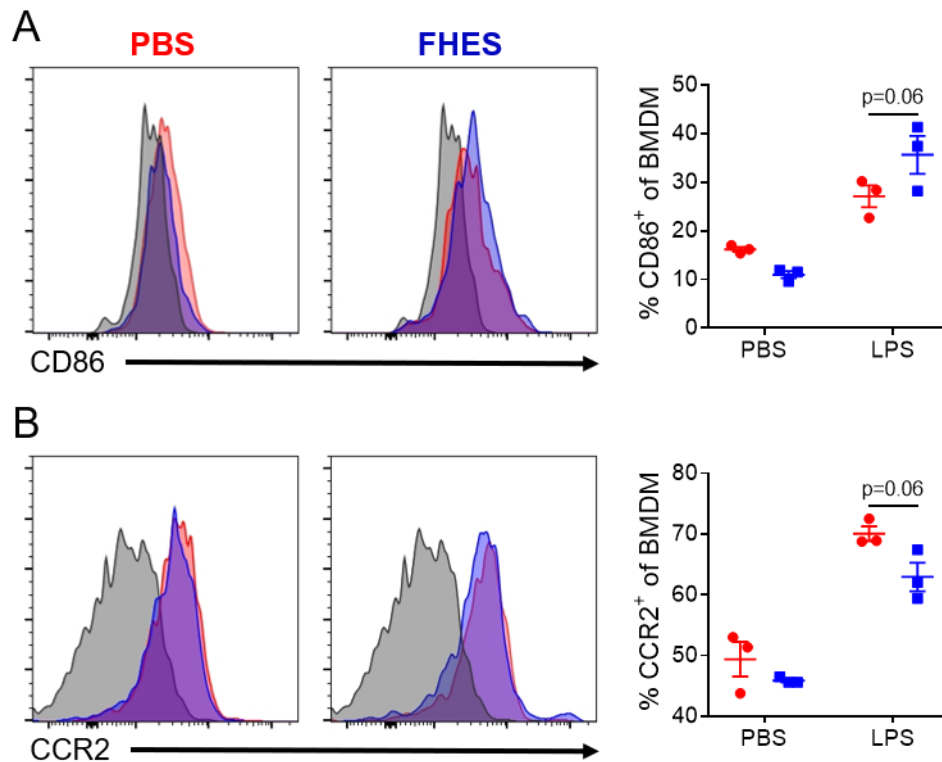 A
PBS
FHES
CD86
% CD86+ of BMDM
50
40
30
20
10
0
p=0.06
PBS
LPS
B
CCR2
% CCR2+ of BMDM
80
70
60
50
40
p=0.06
PBS
LPS